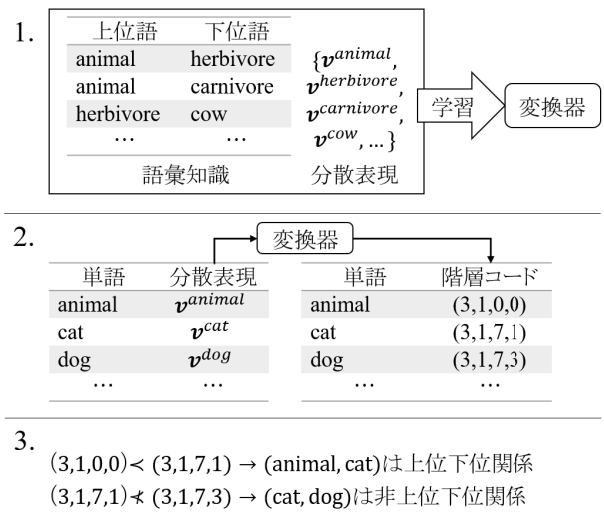 1.
上位語 下位語
animal herbivore
animal carnivore
herbivore cow
… …
語彙知識
{v^animal,
v^herbivore,
v^carnivore,
v^cow, … }
分散表現
学習
変換器
2.
変換器
単語 分散表現
animal v^animal
cat v^cat
dog v^dog
… …
単語 階層コード
animal (3,1,0,0)
cat (3,1,7,1)
dog (3,1,7,3)
… …
3.
(3,1,0,0)≺ (3,1,7,1) → (animal, cat)は上位下位関係
(3,1,7,1)⊀ (3,1,7,3) → (cat, dog)は非上位下位関係